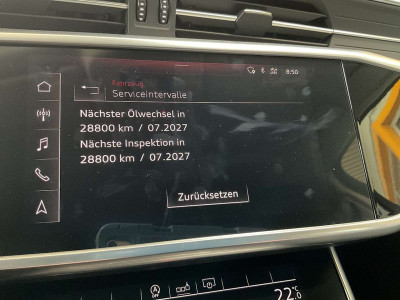 8:50
Fahrzeug
Serviceintervalle
Nächster Ölwechsel in
28800 km / 07.2027
Nächste Inspektion in
28800 km / 07.2027
Zurücksetzen
22.0 °C